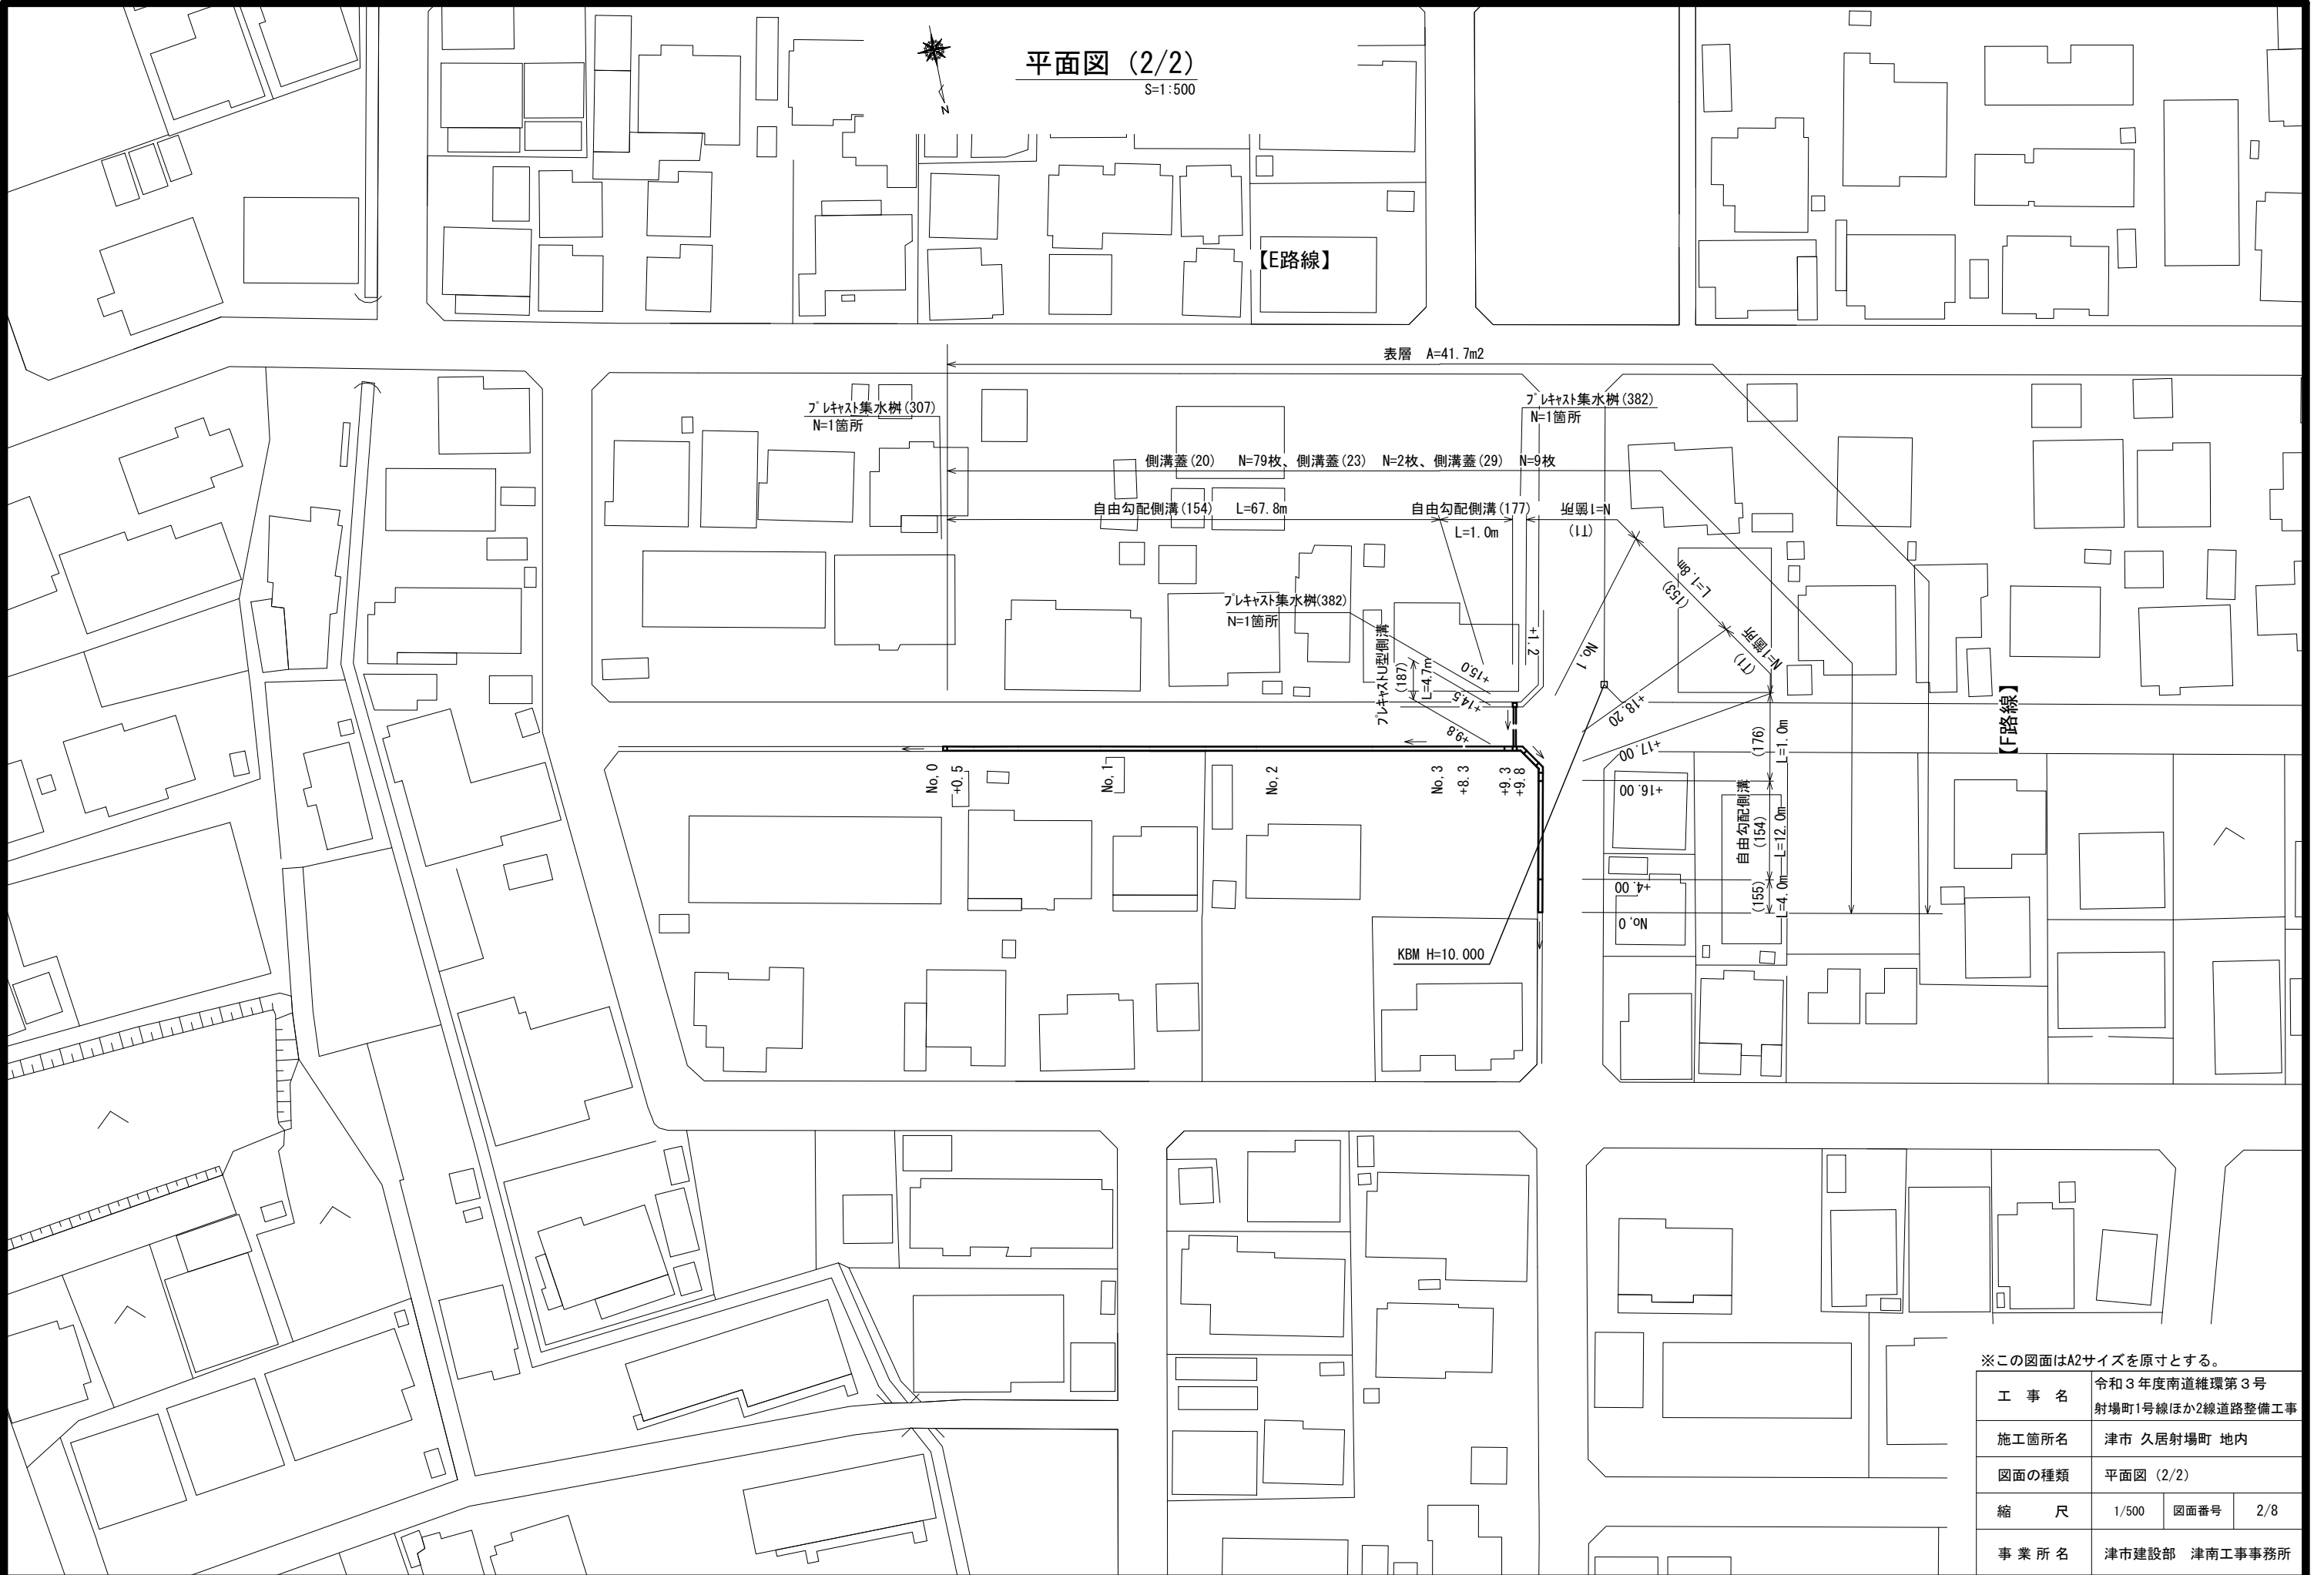 平面図 (2/2)
S=1:500
N
【E路線】
表層 A=41.7m2
プレキャスト集水桝(307)
N=1箇所
プレキャスト集水桝(382)
N=1箇所
側溝蓋(20) N=79枚、側溝蓋(23) N=2枚、側溝蓋(29) N=9枚
自由勾配側溝(154) L=67.8m
自由勾配側溝(177)
L=1.0m
N=1箇所
(T1)
L=1.8m
(153)
N=1箇所
(T1)
プレキャスト集水桝(382)
N=1箇所
プレキャストU型側溝
(187)
L=4.7m
+15.0
+14.5
+9.8
+1.2
No,1
+18.20
+17.00
+16.00
+4.00
No,0
(176)
L=1.0m
自由勾配側溝
(154)
L=12.0m
(155)
L=4.0m
【F路線】
No,0
+0.5
No,1
No,2
No,3
+8.3
+9.3
+9.8
KBM H=10.000
※この図面はA2サイズを原寸とする。
工事名 令和3年度南道維環第3号
射場町1号線ほか2線道路整備工事
施工箇所名 津市 久居射場町 地内
図面の種類 平面図 (2/2)
縮尺 1/500 図面番号 2/8
事業所名 津市建設部 津南工事事務所